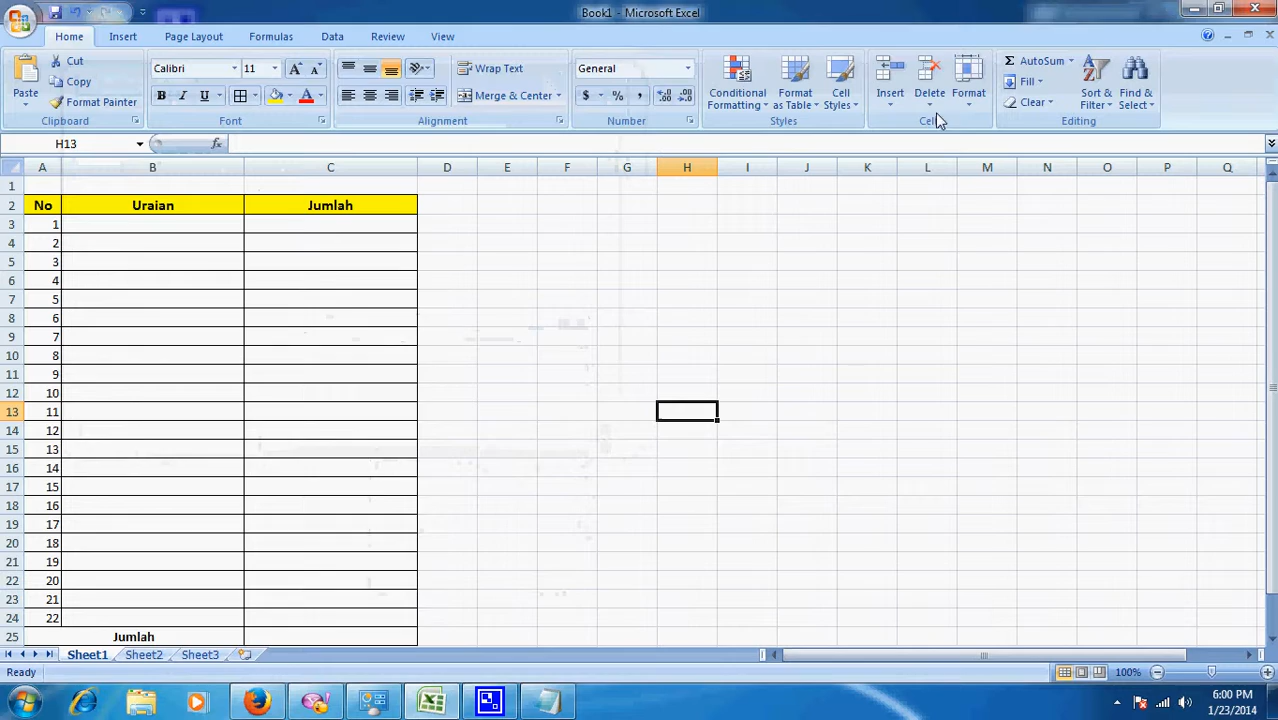 Book1 - Microsoft Excel
Home Insert Page Layout Formulas Data Review View
Paste
Cut
Copy
Format Painter
Clipboard
Calibri 11
B I U
Font
Wrap Text
Merge & Center
Alignment
General
$ % ,
Number
Conditional Formatting
Format as Table
Cell Styles
Styles
Insert
Delete
Format
Cel
Σ AutoSum
Fill
Clear
Sort & Filter
Find & Select
Editing
H13 fx
A B C D E F G H I J K L M N O P Q
1
2 No Uraian Jumlah
3 1
4 2
5 3
6 4
7 5
8 6
9 7
10 8
11 9
12 10
13 11
14 12
15 13
16 14
17 15
18 16
19 17
20 18
21 19
22 20
23 21
24 22
25 Jumlah
Sheet1 Sheet2 Sheet3
Ready 100%
6:00 PM
1/23/2014